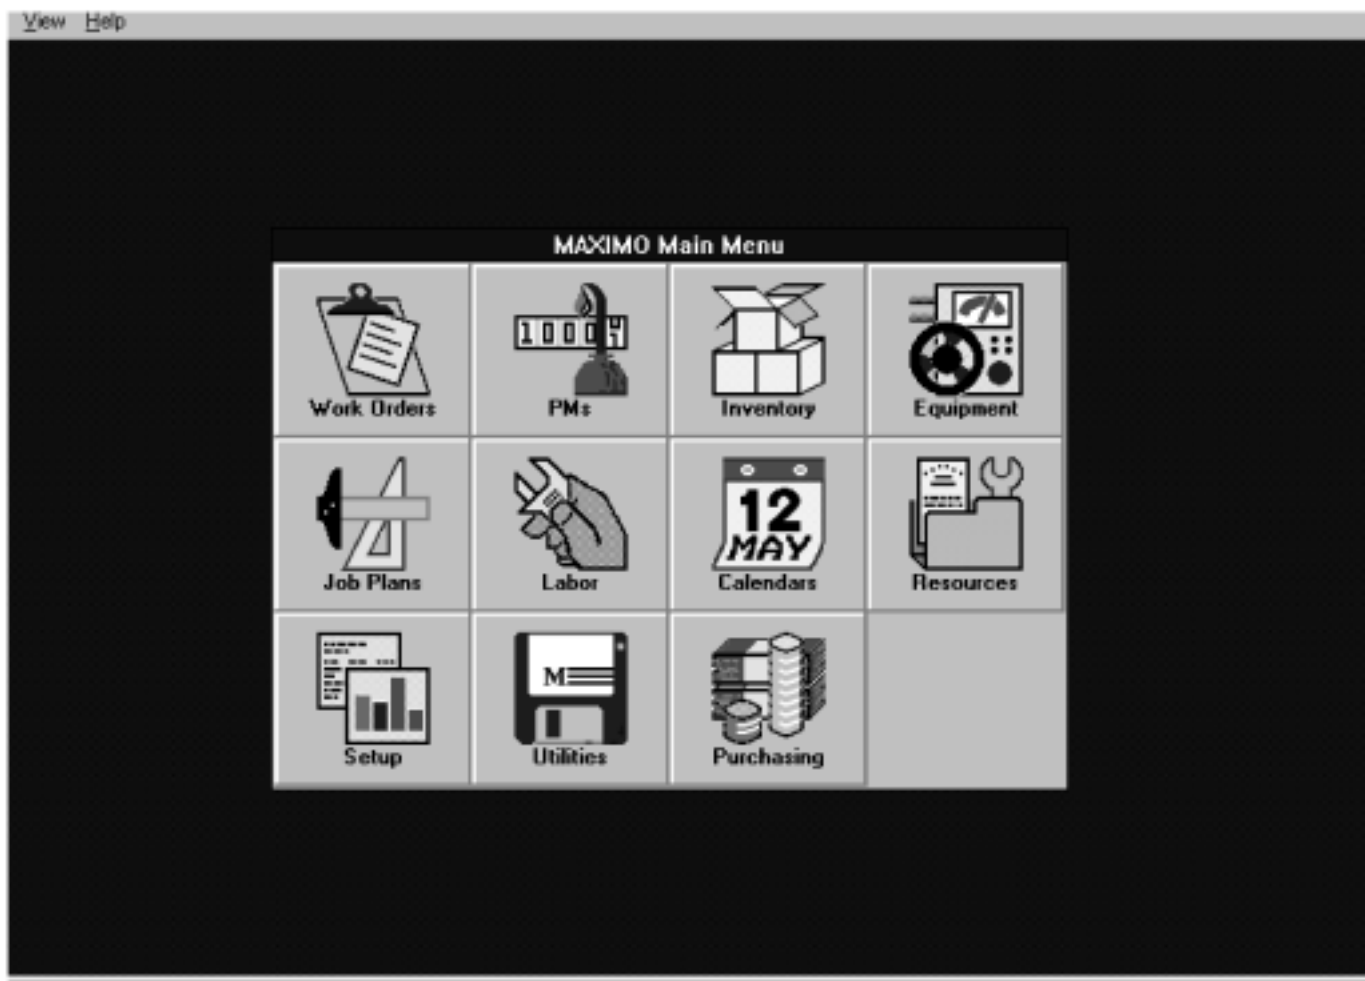 View Help
MAXIMO Main Menu
1000
Work Orders PMs Inventory Equipment
12
MAY
Job Plans Labor Calendars Resources
M
Setup Utilities Purchasing